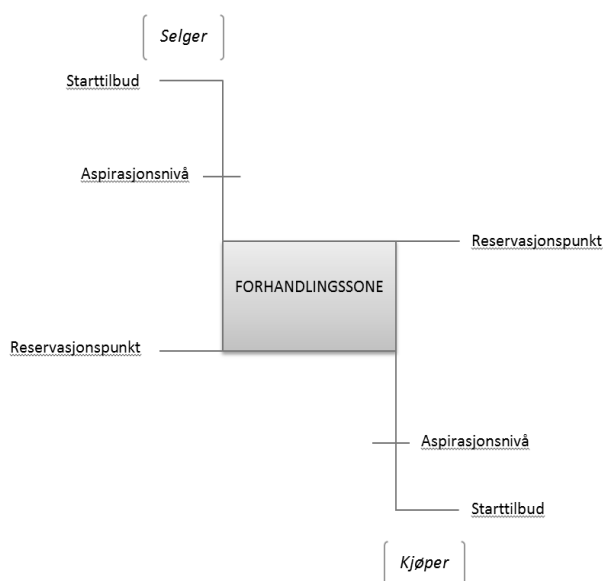 Selger
Starttilbud
Aspirasjonsnivå
Reservasjonspunkt
FORHANDLINGSSONE
Reservasjonspunkt
Aspirasjonsnivå
Starttilbud
Kjøper